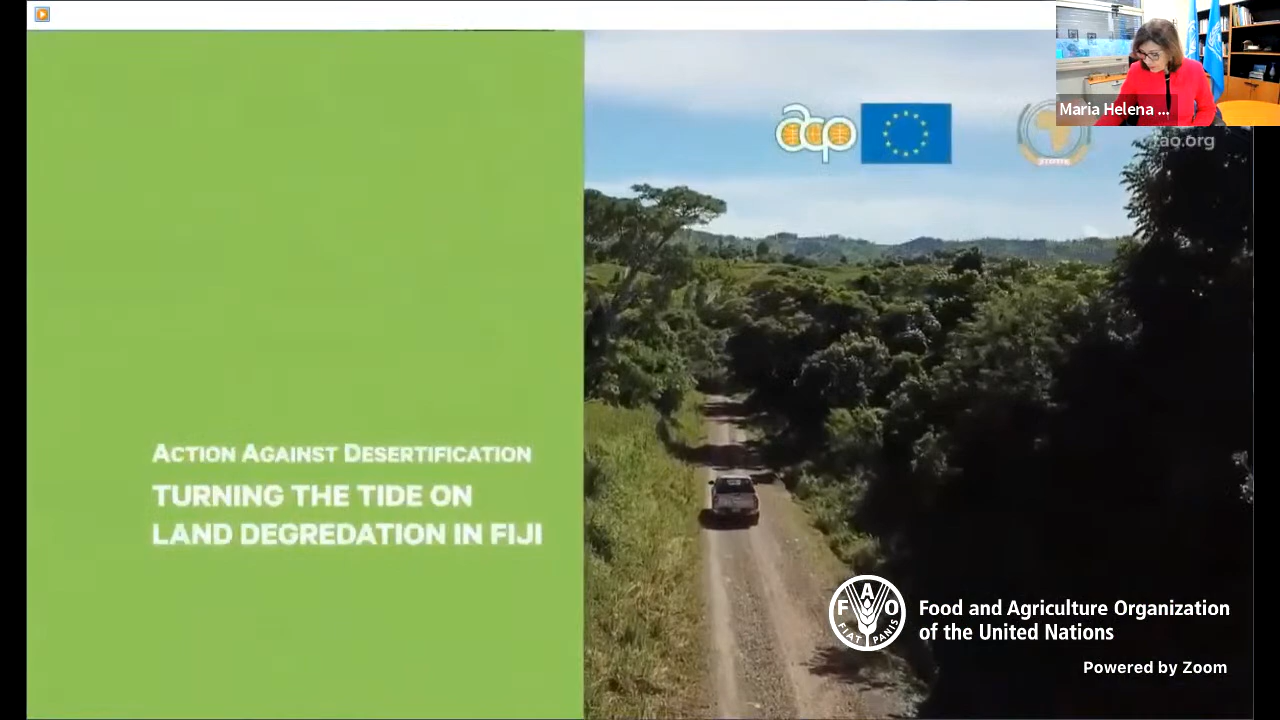 Maria Helena ...
acp
fao.org
ACTION AGAINST DESERTIFICATION
TURNING THE TIDE ON
LAND DEGREDATION IN FIJI
F A O
FIAT PANIS
Food and Agriculture Organization
of the United Nations
Powered by Zoom